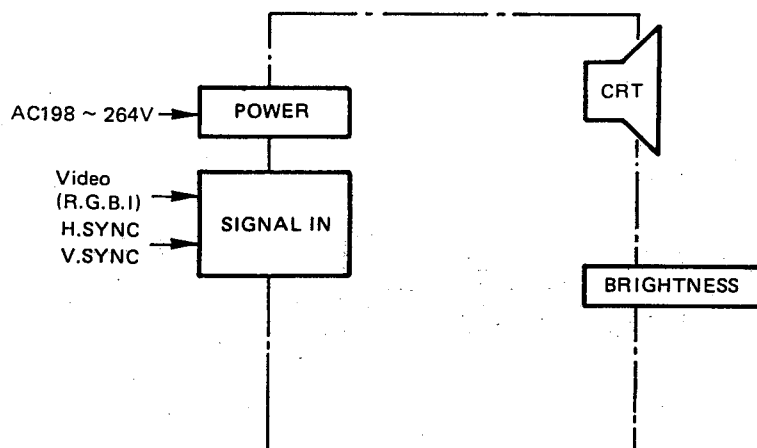 CRT
AC198 ~ 264V
POWER
Video
(R.G.B.I)
H.SYNC
V.SYNC
SIGNAL IN
BRIGHTNESS